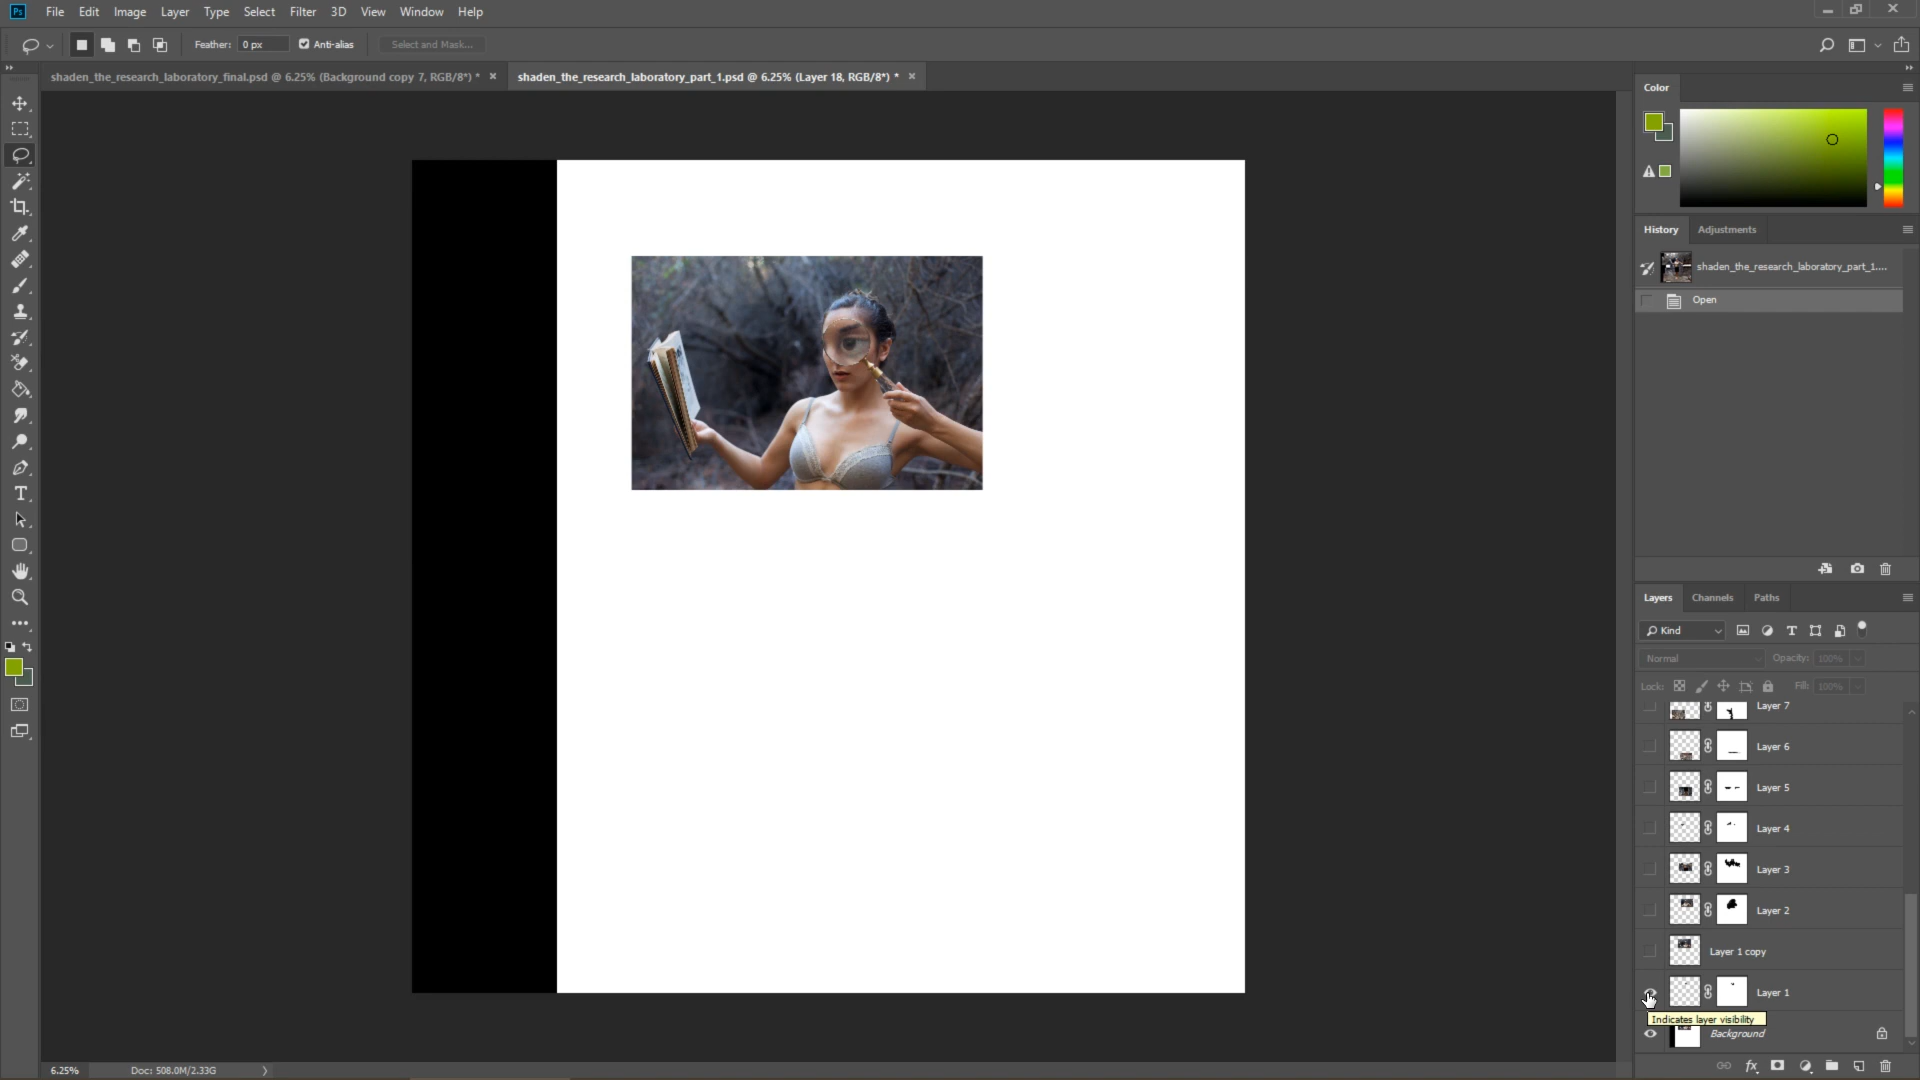 Ps File Edit Image Layer Type Select Filter 3D View Window Help
Feather: 0 px Anti-alias Select and Mask...
shaden_the_research_laboratory_final.psd @ 6.25% (Background copy 7, RGB/8*) * shaden_the_research_laboratory_part_1.psd @ 6.25% (Layer 18, RGB/8*) *
Color
History Adjustments
shaden_the_research_laboratory_part_1....
Open
Layers Channels Paths
Kind
Normal Opacity: 100%
Lock: Fill: 100%
Layer 7
Layer 6
Layer 5
Layer 4
Layer 3
Layer 2
Layer 1 copy
Layer 1
Indicates layer visibility
Background
fx
6.25% Doc: 508.0M/2.33G